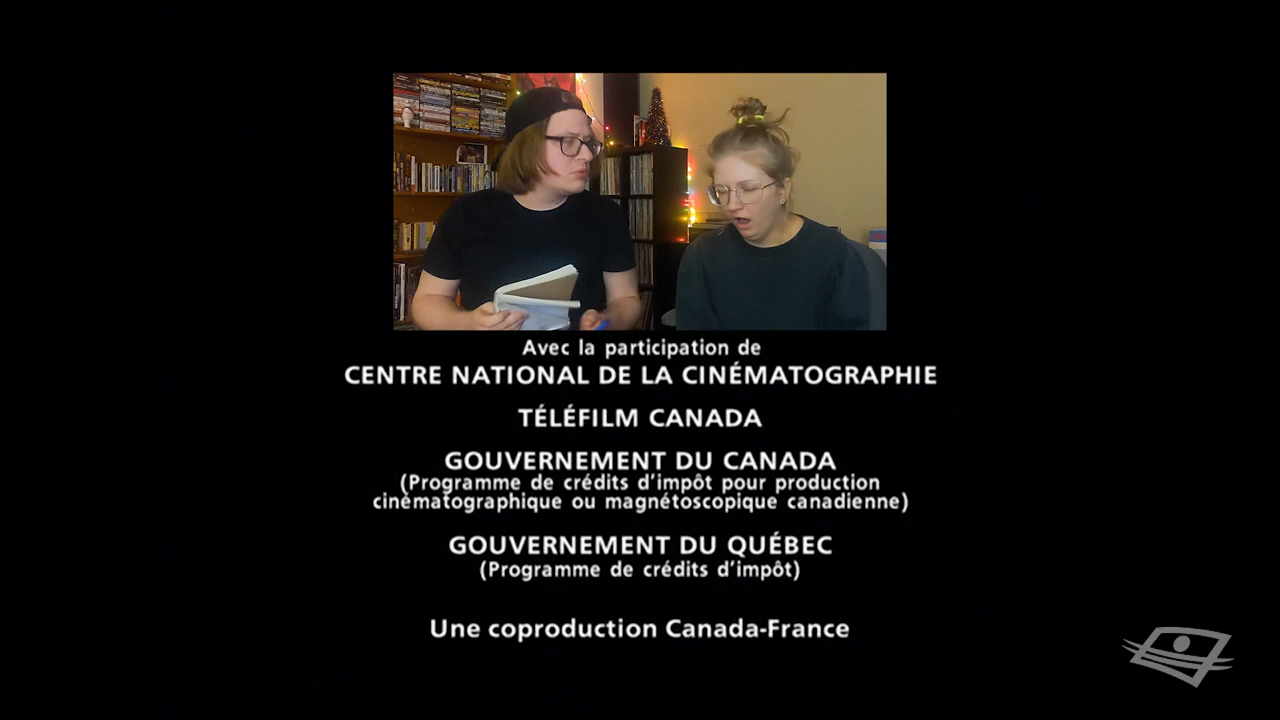 Avec la participation de
CENTRE NATIONAL DE LA CINÉMATOGRAPHIE
TÉLÉFILM CANADA
GOUVERNEMENT DU CANADA
(Programme de crédits d'impôt pour production
cinématographique ou magnétoscopique canadienne)
GOUVERNEMENT DU QUÉBEC
(Programme de crédits d'impôt)
Une coproduction Canada-France